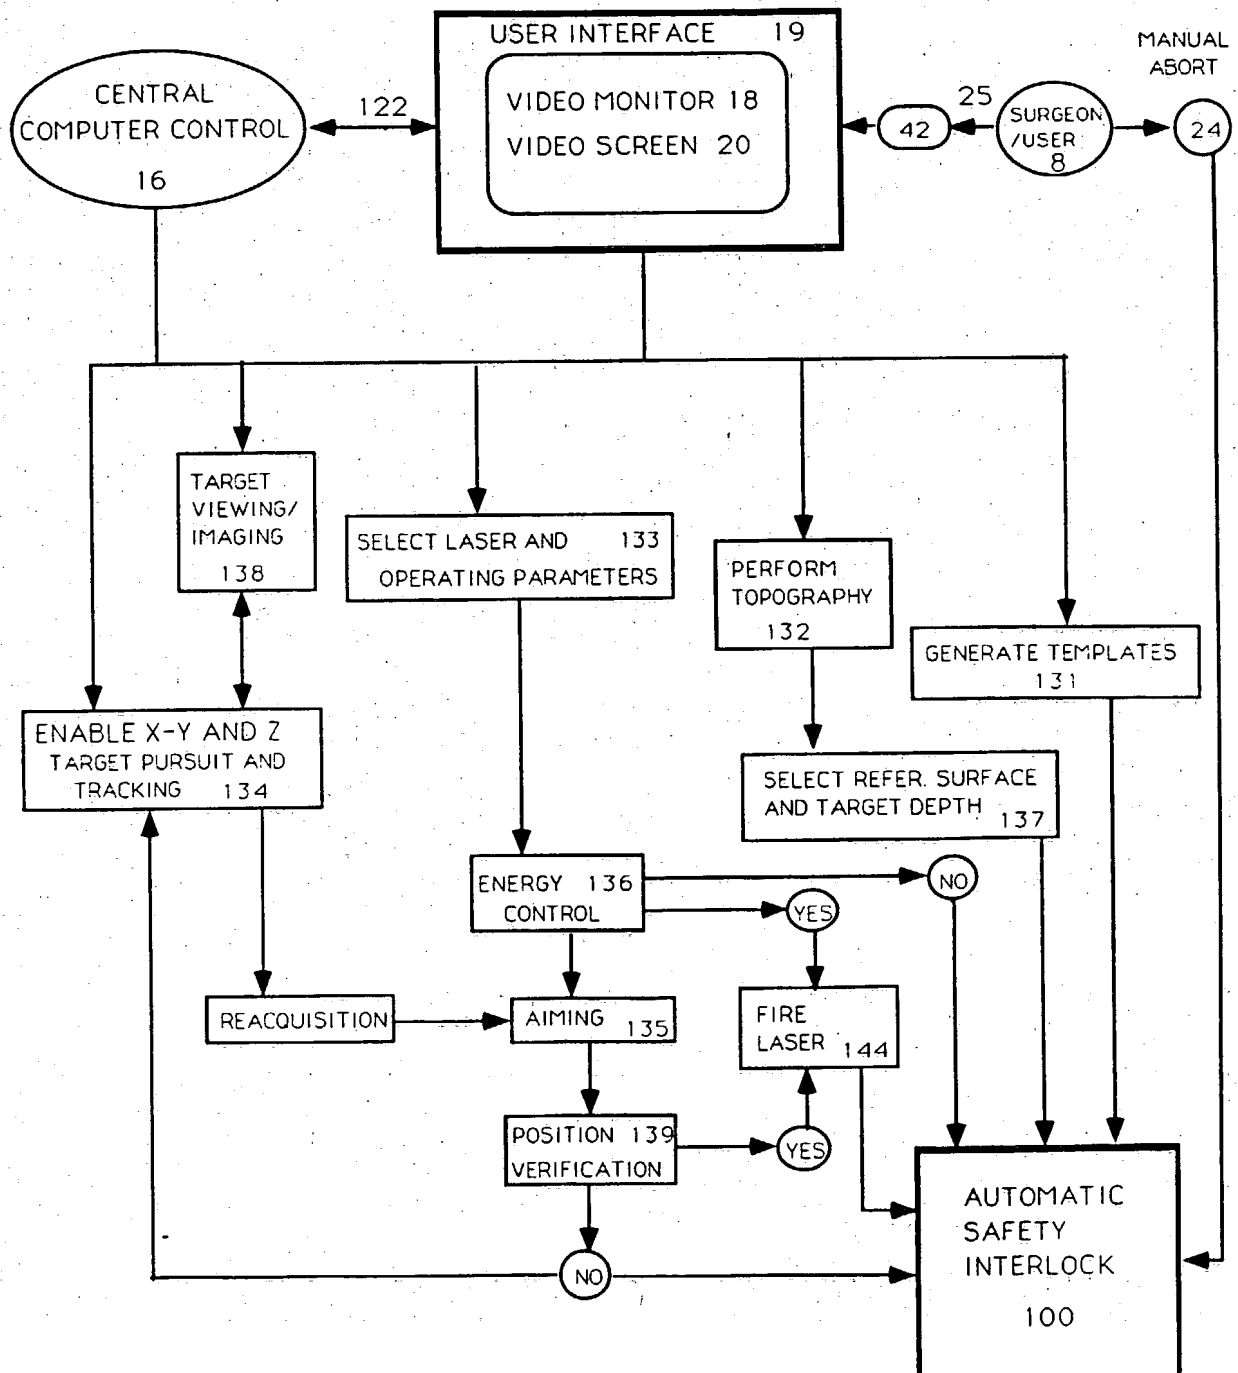 USER INTERFACE 19
VIDEO MONITOR 18
VIDEO SCREEN 20
CENTRAL
COMPUTER CONTROL
16
122
42
25
SURGEON
/USER
8
MANUAL
ABORT
24
TARGET
VIEWING/
IMAGING
138
SELECT LASER AND 133
OPERATING PARAMETERS
PERFORM
TOPOGRAPHY
132
GENERATE TEMPLATES
131
ENABLE X-Y AND Z
TARGET PURSUIT AND
TRACKING 134
SELECT REFER. SURFACE
AND TARGET DEPTH
137
ENERGY 136
CONTROL
NO
YES
REACQUISITION
AIMING 135
FIRE
LASER 144
POSITION 139
VERIFICATION
YES
NO
AUTOMATIC
SAFETY
INTERLOCK
100